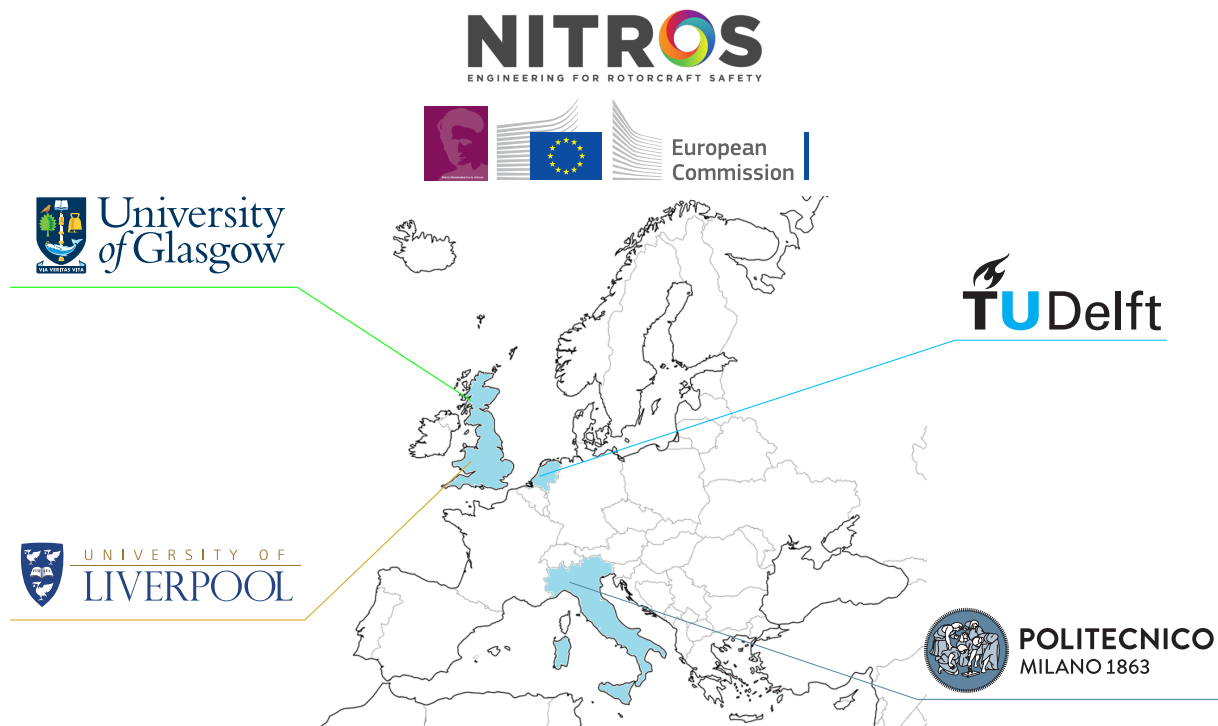 NITROS
ENGINEERING FOR ROTORCRAFT SAFETY
European
Commission
University
of Glasgow
VIA VERITAS VITA
TU Delft
UNIVERSITY OF
LIVERPOOL
POLITECNICO
MILANO 1863